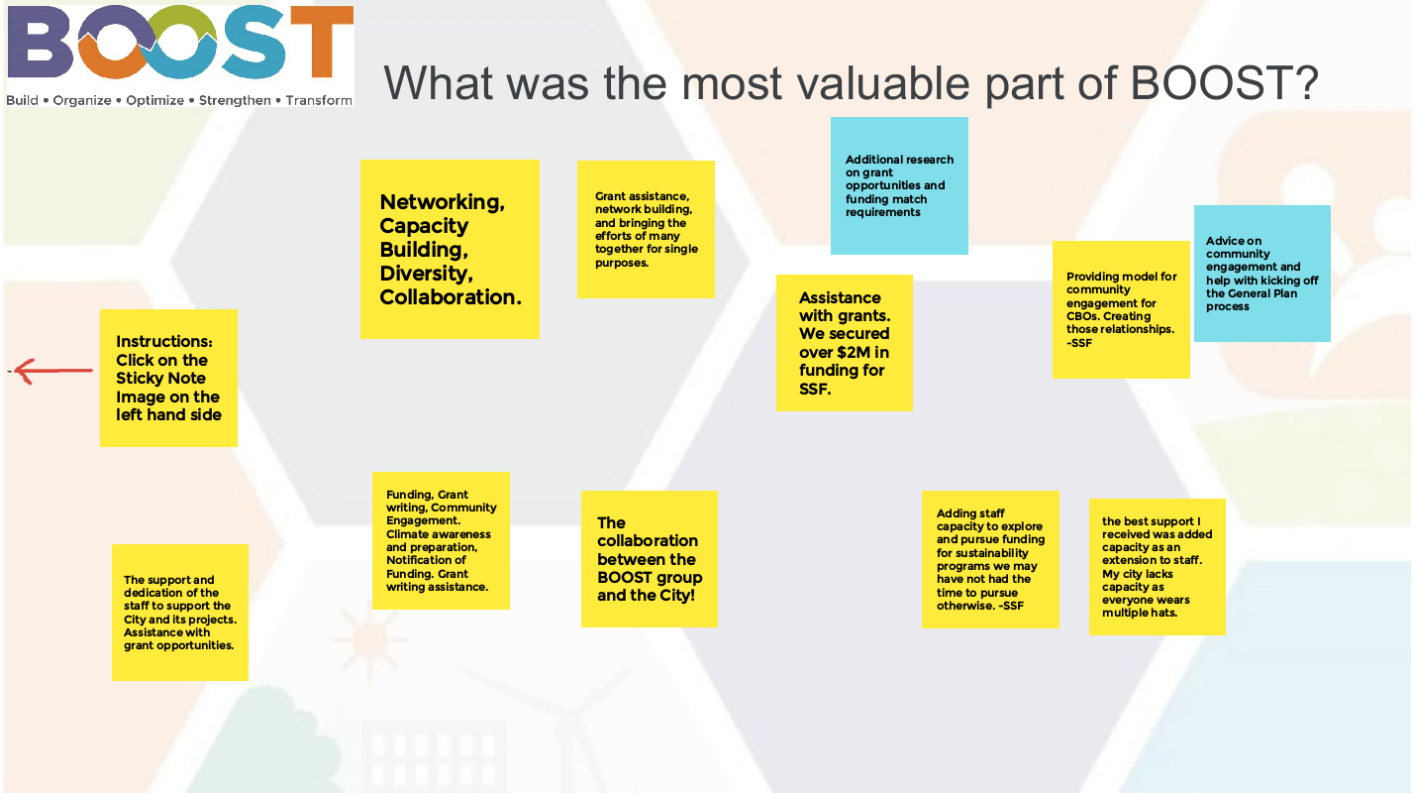 BOOST
Build • Organize • Optimize • Strengthen • Transform
What was the most valuable part of BOOST?
Networking,
Capacity
Building,
Diversity,
Collaboration.
Grant assistance,
network building,
and bringing the
efforts of many
together for single
purposes.
Additional research
on grant
opportunities and
funding match
requirements
Advice on
community
engagement and
help with kicking off
the General Plan
process
Providing model for
community
engagement for
CBOs. Creating
those relationships.
-SSF
Assistance
with grants.
We secured
over $2M in
funding for
SSF.
Instructions:
Click on the
Sticky Note
Image on the
left hand side
Funding, Grant
writing, Community
Engagement.
Climate awareness
and preparation,
Notification of
Funding. Grant
writing assistance.
The
collaboration
between the
BOOST group
and the City!
Adding staff
capacity to explore
and pursue funding
for sustainability
programs we may
have not had the
time to pursue
otherwise. -SSF
the best support I
received was added
capacity as an
extension to staff.
My city lacks
capacity as
everyone wears
multiple hats.
The support and
dedication of the
staff to support the
City and its projects.
Assistance with
grant opportunities.